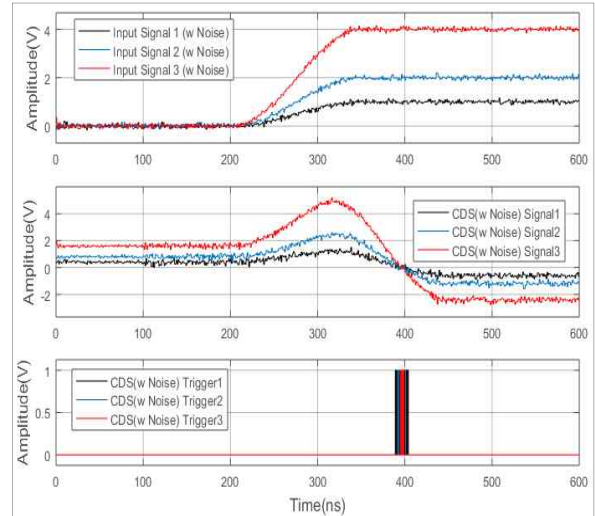 Input Signal 1 (w Noise)
Input Signal 2 (w Noise)
Input Signal 3 (w Noise)
Amplitude(V)
4
2
0
0 100 200 300 400 500 600
CDS(w Noise) Signal1
CDS(w Noise) Signal2
CDS(w Noise) Signal3
Amplitude(V)
4
2
0
-2
0 100 200 300 400 500 600
CDS(w Noise) Trigger1
CDS(w Noise) Trigger2
CDS(w Noise) Trigger3
Amplitude(V)
1
0.5
0
0 100 200 300 400 500 600
Time(ns)